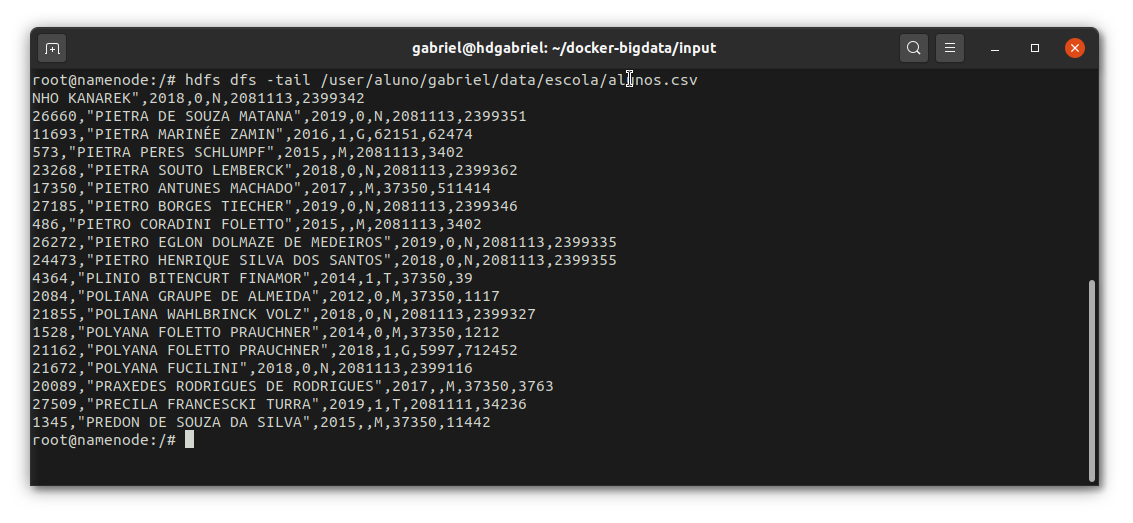 gabriel@hdgabriel: ~/docker-bigdata/input
root@namenode:/# hdfs dfs -tail /user/aluno/gabriel/data/escola/alunos.csv
NHO KANAREK",2018,0,N,2081113,2399342
26660,"PIETRA DE SOUZA MATANA",2019,0,N,2081113,2399351
11693,"PIETRA MARINÉE ZAMIN",2016,1,G,62151,62474
573,"PIETRA PERES SCHLUMPF",2015,,M,2081113,3402
23268,"PIETRA SOUTO LEMBERCK",2018,0,N,2081113,2399362
17350,"PIETRO ANTUNES MACHADO",2017,,M,37350,511414
27185,"PIETRO BORGES TIECHER",2019,0,N,2081113,2399346
486,"PIETRO CORADINI FOLETTO",2015,,M,2081113,3402
26272,"PIETRO EGLON DOLMAZE DE MEDEIROS",2019,0,N,2081113,2399335
24473,"PIETRO HENRIQUE SILVA DOS SANTOS",2018,0,N,2081113,2399355
4364,"PLINIO BITENCURT FINAMOR",2014,1,T,37350,39
2084,"POLIANA GRAUPE DE ALMEIDA",2012,0,M,37350,1117
21855,"POLIANA WAHLBRINCK VOLZ",2018,0,N,2081113,2399327
1528,"POLYANA FOLETTO PRAUCHNER",2014,0,M,37350,1212
21162,"POLYANA FOLETTO PRAUCHNER",2018,1,G,5997,712452
21672,"POLYANA FUCILINI",2018,0,N,2081113,2399116
20089,"PRAXEDES RODRIGUES DE RODRIGUES",2017,,M,37350,3763
27509,"PRECILA FRANCESCKI TURRA",2019,1,T,2081111,34236
1345,"PREDON DE SOUZA DA SILVA",2015,,M,37350,11442
root@namenode:/#